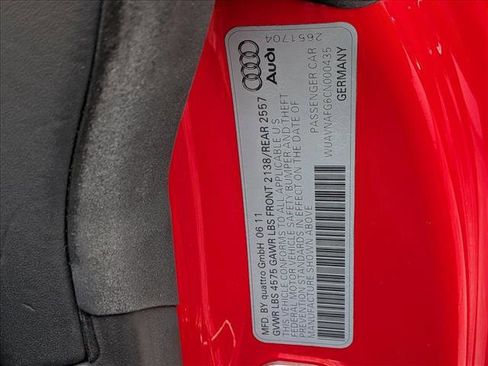 Audi
2651704
MFD. BY quattro GmbH 06 11
GVWR LBS 4575 GAWR LBS FRONT 2138/REAR 2557
THIS VEHICLE CONFORMS TO ALL APPLICABLE U.S.
FEDERAL MOTOR VEHICLE SAFETY BUMPER AND THEFT
PREVENTION STANDARDS IN EFFECT ON THE DATE OF
MANUFACTURE SHOWN ABOVE.
PASSENGER CAR
WUAVNAFG6CN000435
GERMANY